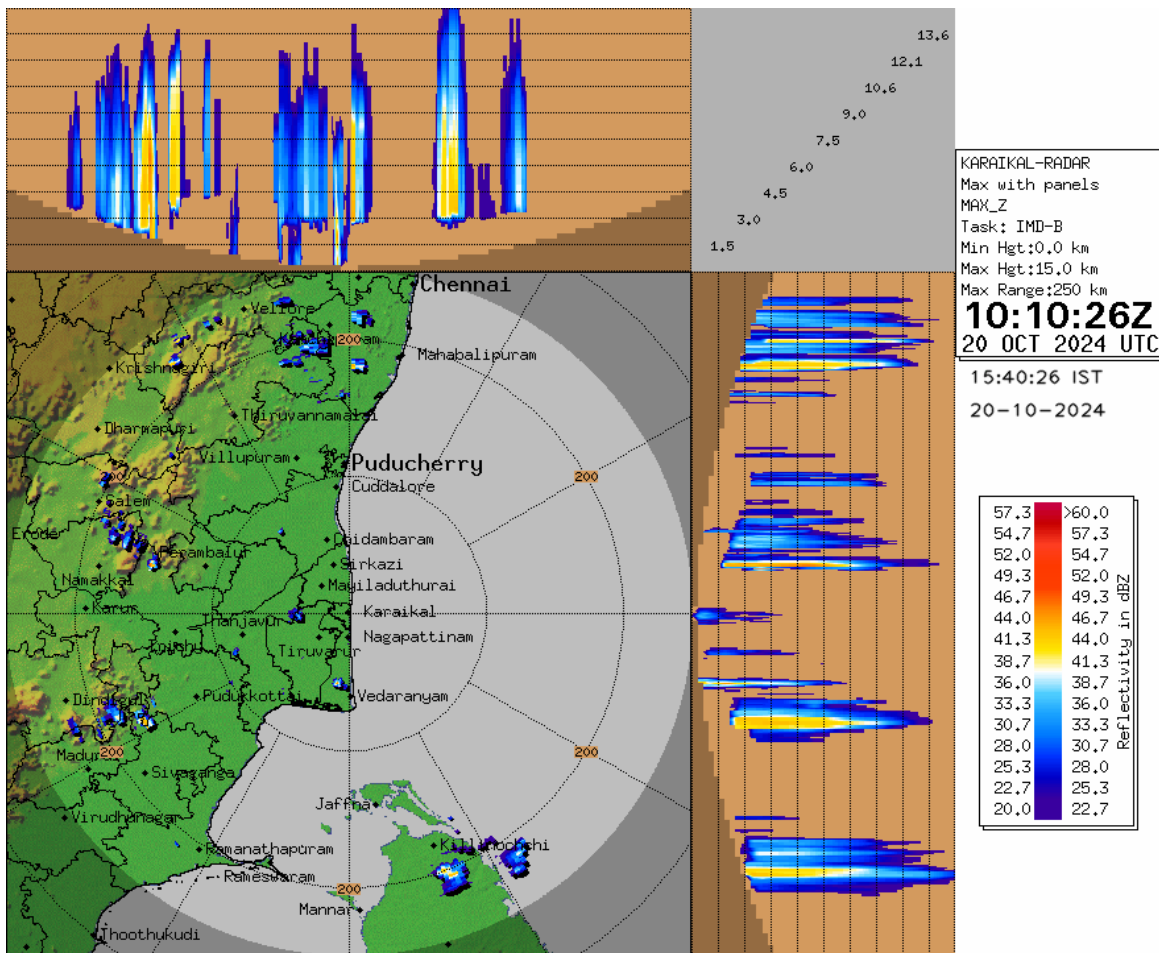 13.6
12.1
10.6
9.0
7.5
6.0
4.5
3.0
1.5
KARAIKAL-RADAR
Max with panels
MAX_Z
Task: IMD-B
Min Hgt:0.0 km
Max Hgt:15.0 km
Max Range:250 km
10:10:26Z
20 OCT 2024 UTC
15:40:26 IST
20-10-2024
Chennai
Vellore
200
Mahabalipuram
Krishnagiri
Thiruvannamalai
Dharmapuri
Villupuram
Puducherry
200
Cuddalore
Salem
Erode
Chidambaram
Perambalur
Sirkazi
Namakkal
Mayiladuthurai
Karur
Karaikal
Thanjavur
Nagapattinam
Tiruvarur
Dindigul
Pudukkottai
Vedaranyam
200
200
Sivaganga
Jaffna
Virudhunagar
Killinochchi
Ramanathapuram
Rameswaram
200
Mannar
Thoothukudi
57.3 >60.0
54.7 57.3
52.0 54.7
49.3 52.0
46.7 49.3
44.0 46.7
41.3 44.0
38.7 41.3
36.0 38.7
33.3 36.0
30.7 33.3
28.0 30.7
25.3 28.0
22.7 25.3
20.0 22.7
Reflectivity in dBZ